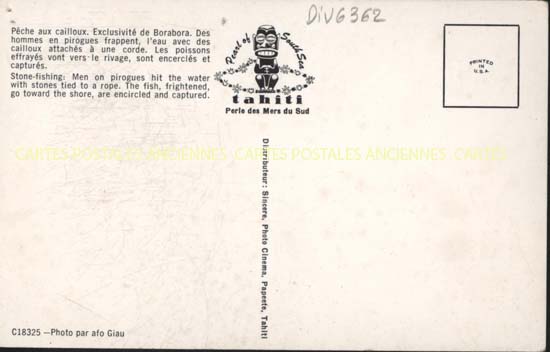 Pêche aux cailloux. Exclusivité de Borabora. Des
hommes en pirogues frappent, l'eau avec des
cailloux attachés à une corde. Les poissons
effrayés vont vers le rivage, sont encerclés et
capturés.
Stone-fishing: Men on pirogues hit the water
with stones tied to a rope. The fish, frightened,
go toward the shore, are encircled and captured.
Pearl of South Sea
tahiti
Perle des Mers du Sud
DIV6362
PRINTED
IN
U.S.A.
CARTES POSTALES ANCIENNES CARTES POSTALES ANCIENNES CARTES
Distributeur: Sincere, Photo Cinema, Papeete, Tahiti
C18325 —Photo par afo Giau